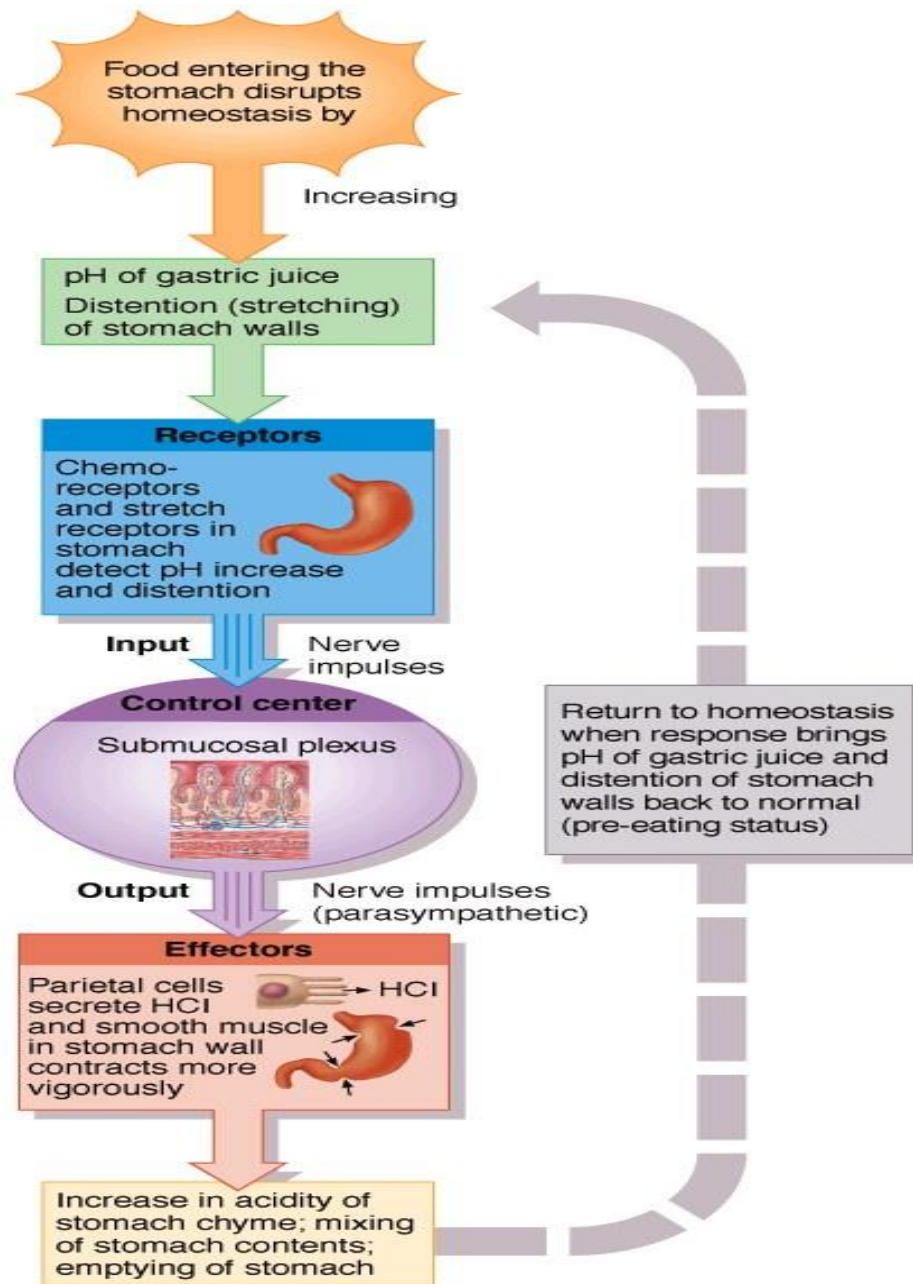 Food entering the
stomach disrupts
homeostasis by
Increasing
pH of gastric juice
Distention (stretching)
of stomach walls
Receptors
Chemo-
receptors
and stretch
receptors in
stomach
detect pH increase
and distention
Input
Nerve
impulses
Control center
Submucosal plexus
Output
Nerve impulses
(parasympathetic)
Effectors
Parietal cells
secrete HCl
and smooth muscle
in stomach wall
contracts more
vigorously
HCl
Increase in acidity of
stomach chyme; mixing
of stomach contents;
emptying of stomach
Return to homeostasis
when response brings
pH of gastric juice and
distention of stomach
walls back to normal
(pre-eating status)